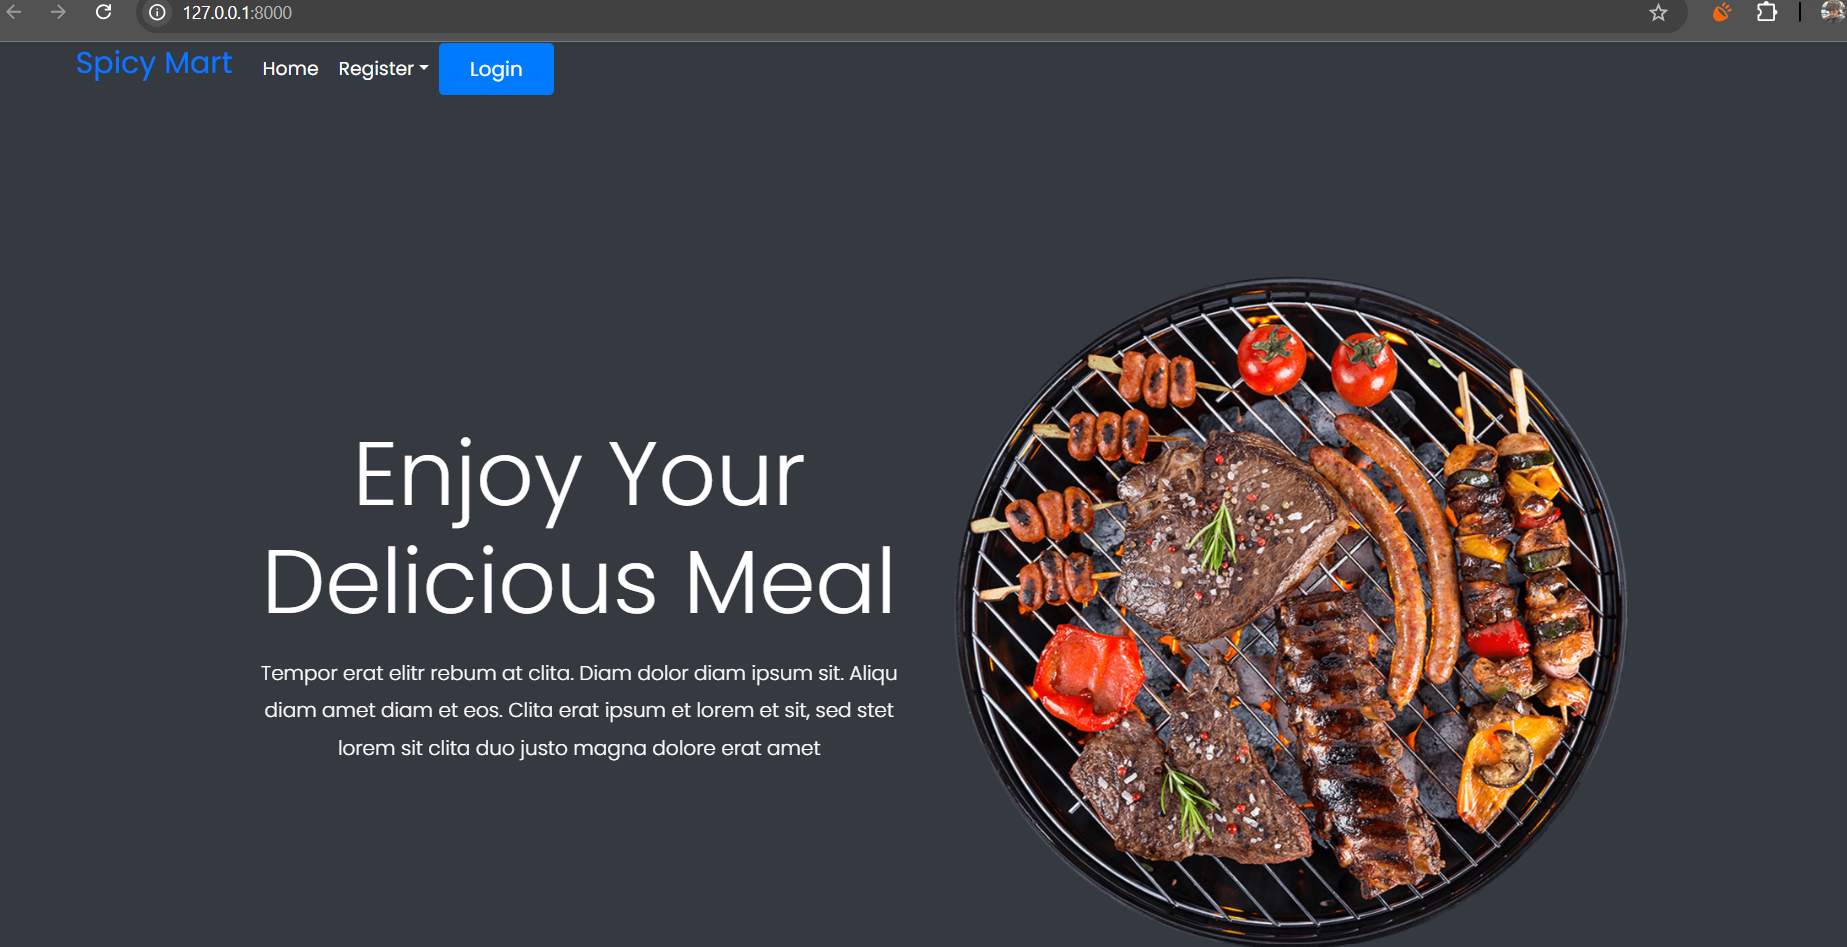 127.0.0.1:8000
Spicy Mart Home Register Login
Enjoy Your
Delicious Meal
Tempor erat elitr rebum at clita. Diam dolor diam ipsum sit. Aliqu
diam amet diam et eos. Clita erat ipsum et lorem et sit, sed stet
lorem sit clita duo justo magna dolore erat amet